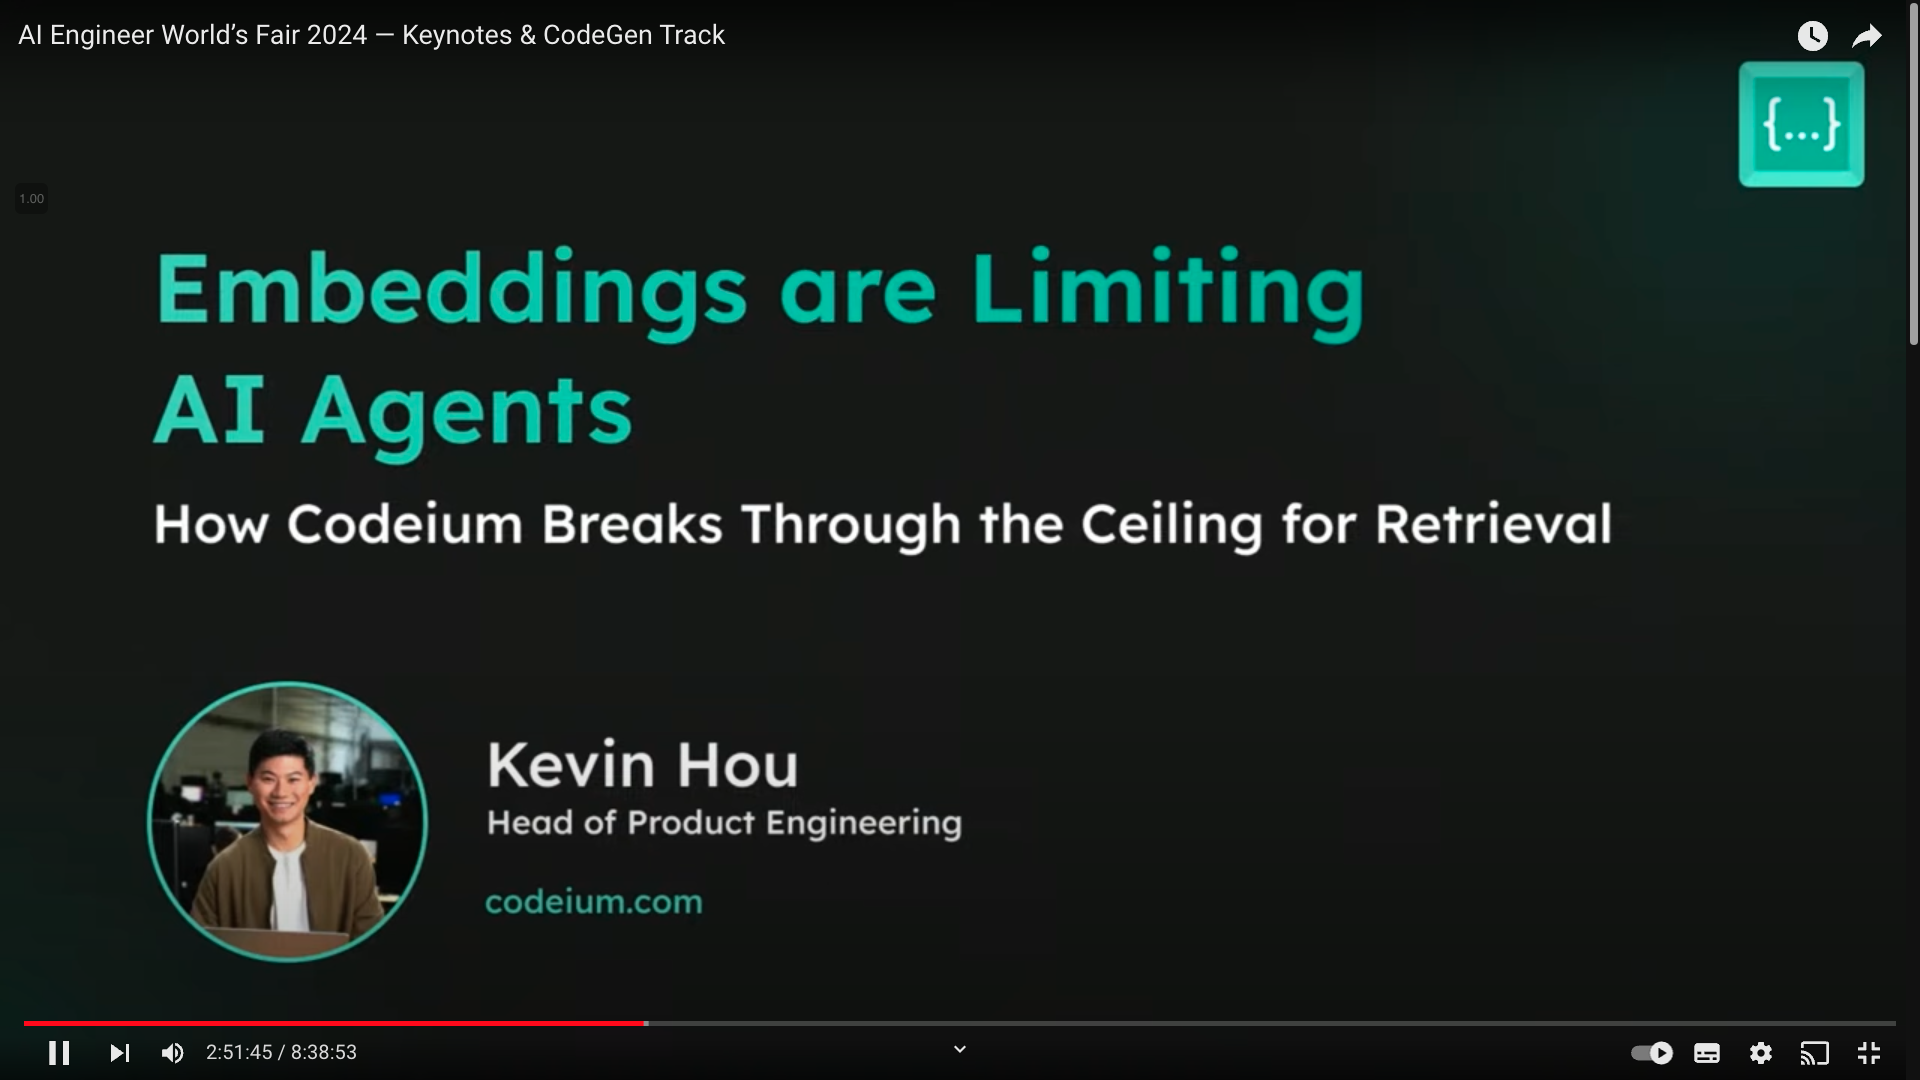 AI Engineer World’s Fair 2024 — Keynotes & CodeGen Track
{...}
1.00
Embeddings are Limiting
AI Agents
How Codeium Breaks Through the Ceiling for Retrieval
Kevin Hou
Head of Product Engineering
codeium.com
2:51:45 / 8:38:53